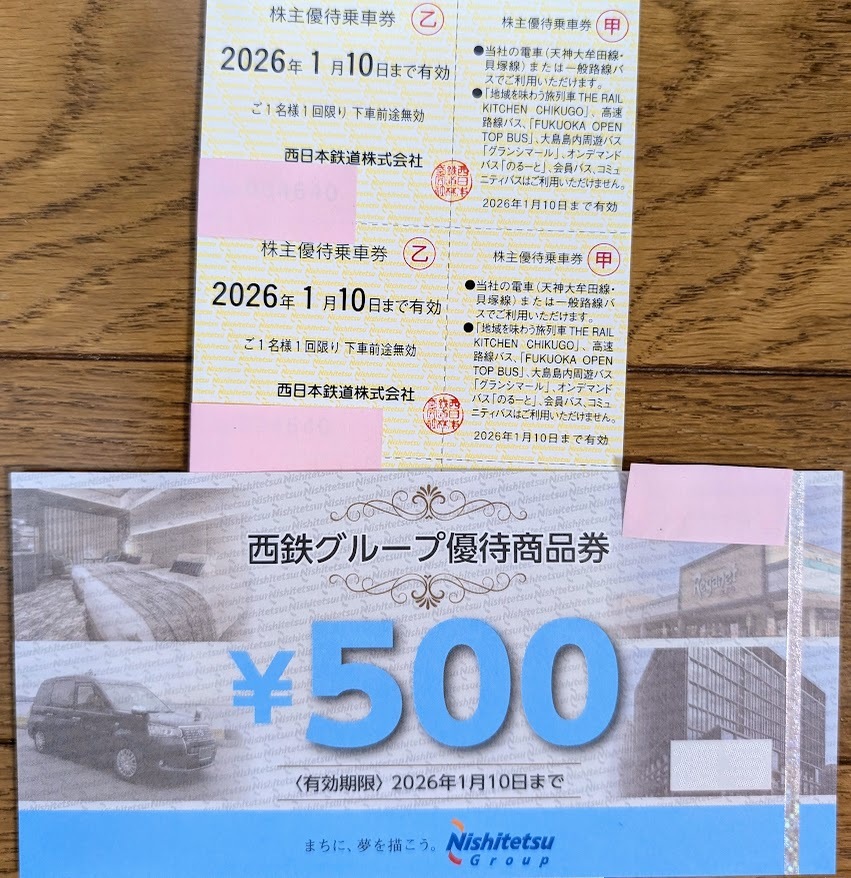 株主優待乗車券 乙
2026年1月10日まで有効
ご1名様1回限り 下車前途無効
西日本鉄道株式会社
株主優待乗車券 甲
●当社の電車(天神大牟田線・
貝塚線)または一般路線バ
スでご利用いただけます。
●「地域を味わう旅列車 THE RAIL
KITCHEN CHIKUGO」、高速
路線バス、「FUKUOKA OPEN
TOP BUS」、大島島内周遊バス
「グランシマール」、オンデマンド
バス「のるーと」、会員バス、コミュ
ニティバスはご利用いただけません。
2026年1月10日まで有効
株主優待乗車券 乙
2026年1月10日まで有効
ご1名様1回限り 下車前途無効
西日本鉄道株式会社
株主優待乗車券 甲
●当社の電車(天神大牟田線・
貝塚線)または一般路線バ
スでご利用いただけます。
●「地域を味わう旅列車 THE RAIL
KITCHEN CHIKUGO」、高速
路線バス、「FUKUOKA OPEN
TOP BUS」、大島島内周遊バス
「グランシマール」、オンデマンド
バス「のるーと」、会員バス、コミュ
ニティバスはご利用いただけません。
2026年1月10日まで有効
西鉄グループ優待商品券
¥500
〈有効期限〉2026年1月10日まで
まちに、夢を描こう。
Nishitetsu
Group